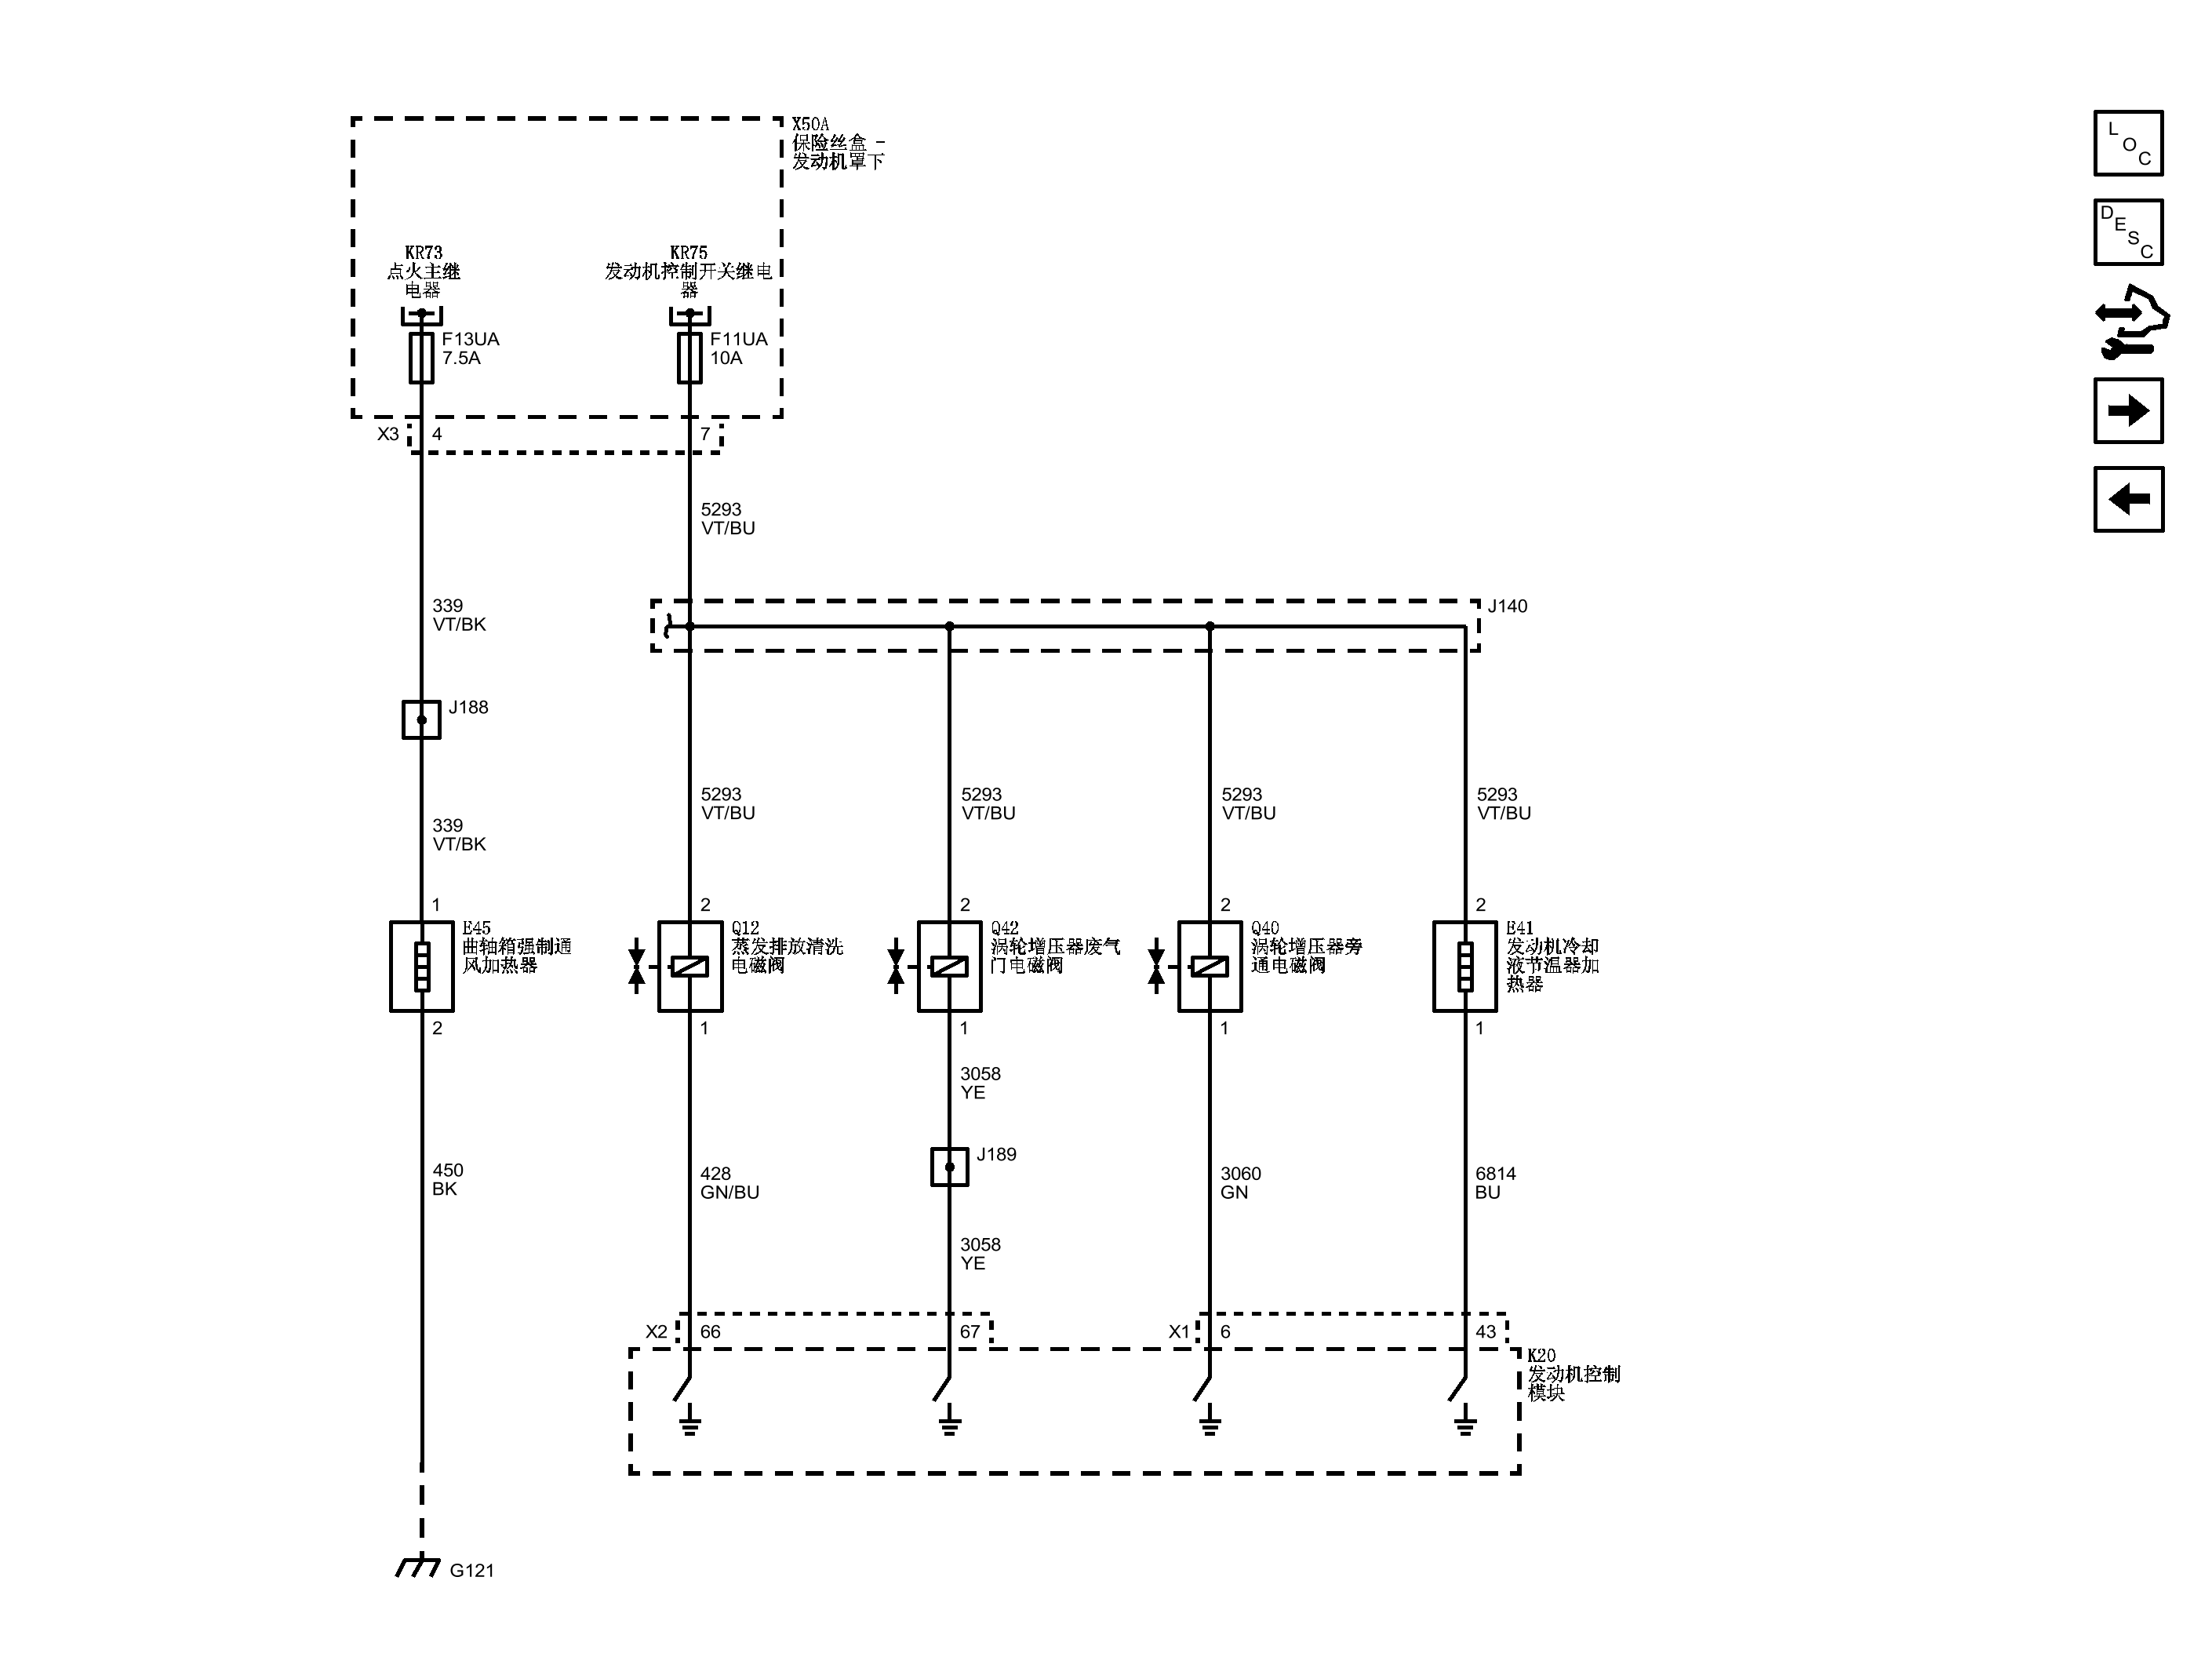 X50A
保险丝盒 -
发动机罩下
L
O
C
D
E
S
C
KR73
点火主继
电器
KR75
发动机控制开关继电
器
F13UA
7.5A
F11UA
10A
X3
4
7
5293
VT/BU
339
VT/BK
J140
J188
5293
VT/BU
5293
VT/BU
5293
VT/BU
5293
VT/BU
339
VT/BK
1
2
2
2
2
E45
曲轴箱强制通
风加热器
Q12
蒸发排放清洗
电磁阀
Q42
涡轮增压器废气
门电磁阀
Q40
涡轮增压器旁
通电磁阀
E41
发动机冷却
液节温器加
热器
2
1
1
1
1
3058
YE
J189
450
BK
428
GN/BU
3060
GN
6814
BU
3058
YE
X2
66
67
X1
6
43
K20
发动机控制
模块
G121